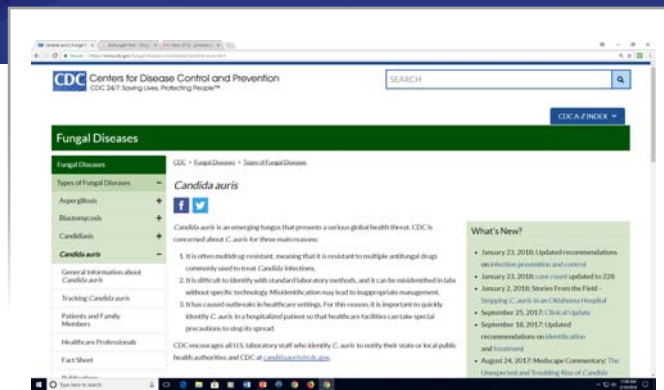 CDC Centers for Disease Control and Prevention
CDC 24/7: Saving Lives, Protecting People™
SEARCH
CDC A-Z INDEX
Fungal Diseases
Fungal Diseases
Types of Fungal Diseases
Aspergillosis
Blastomycosis
Candidiasis
Candida auris
General Information about
Candida auris
Tracking Candida auris
Patients and Family
Members
Healthcare Professionals
Fact Sheet
CDC › Fungal Diseases › Types of Fungal Diseases
Candida auris
Candida auris is an emerging fungus that presents a serious global health threat. CDC is
concerned about C. auris for three main reasons:
1. It is often multidrug-resistant, meaning that it is resistant to multiple antifungal drugs
commonly used to treat Candida infections.
2. It is difficult to identify with standard laboratory methods, and it can be misidentified in labs
without specific technology. Misidentification may lead to inappropriate management.
3. It has caused outbreaks in healthcare settings. For this reason, it is important to quickly
identify C. auris in a hospitalized patient so that healthcare facilities can take special
precautions to stop its spread.
CDC encourages all U.S. laboratory staff who identify C. auris to notify their state or local public
health authorities and CDC at candidaauris@cdc.gov.
What's New?
January 23, 2018: Updated recommendations
on infection prevention and control
January 23, 2018: case count updated to 228
January 2, 2018: Stories From the Field –
Stopping C. auris in an Oklahoma Hospital
September 25, 2017: Clinical Update
September 18, 2017: Updated
recommendations on identification
and treatment
August 24, 2017: Medscape Commentary: The
Unexpected and Troubling Rise of Candida
Type here to search